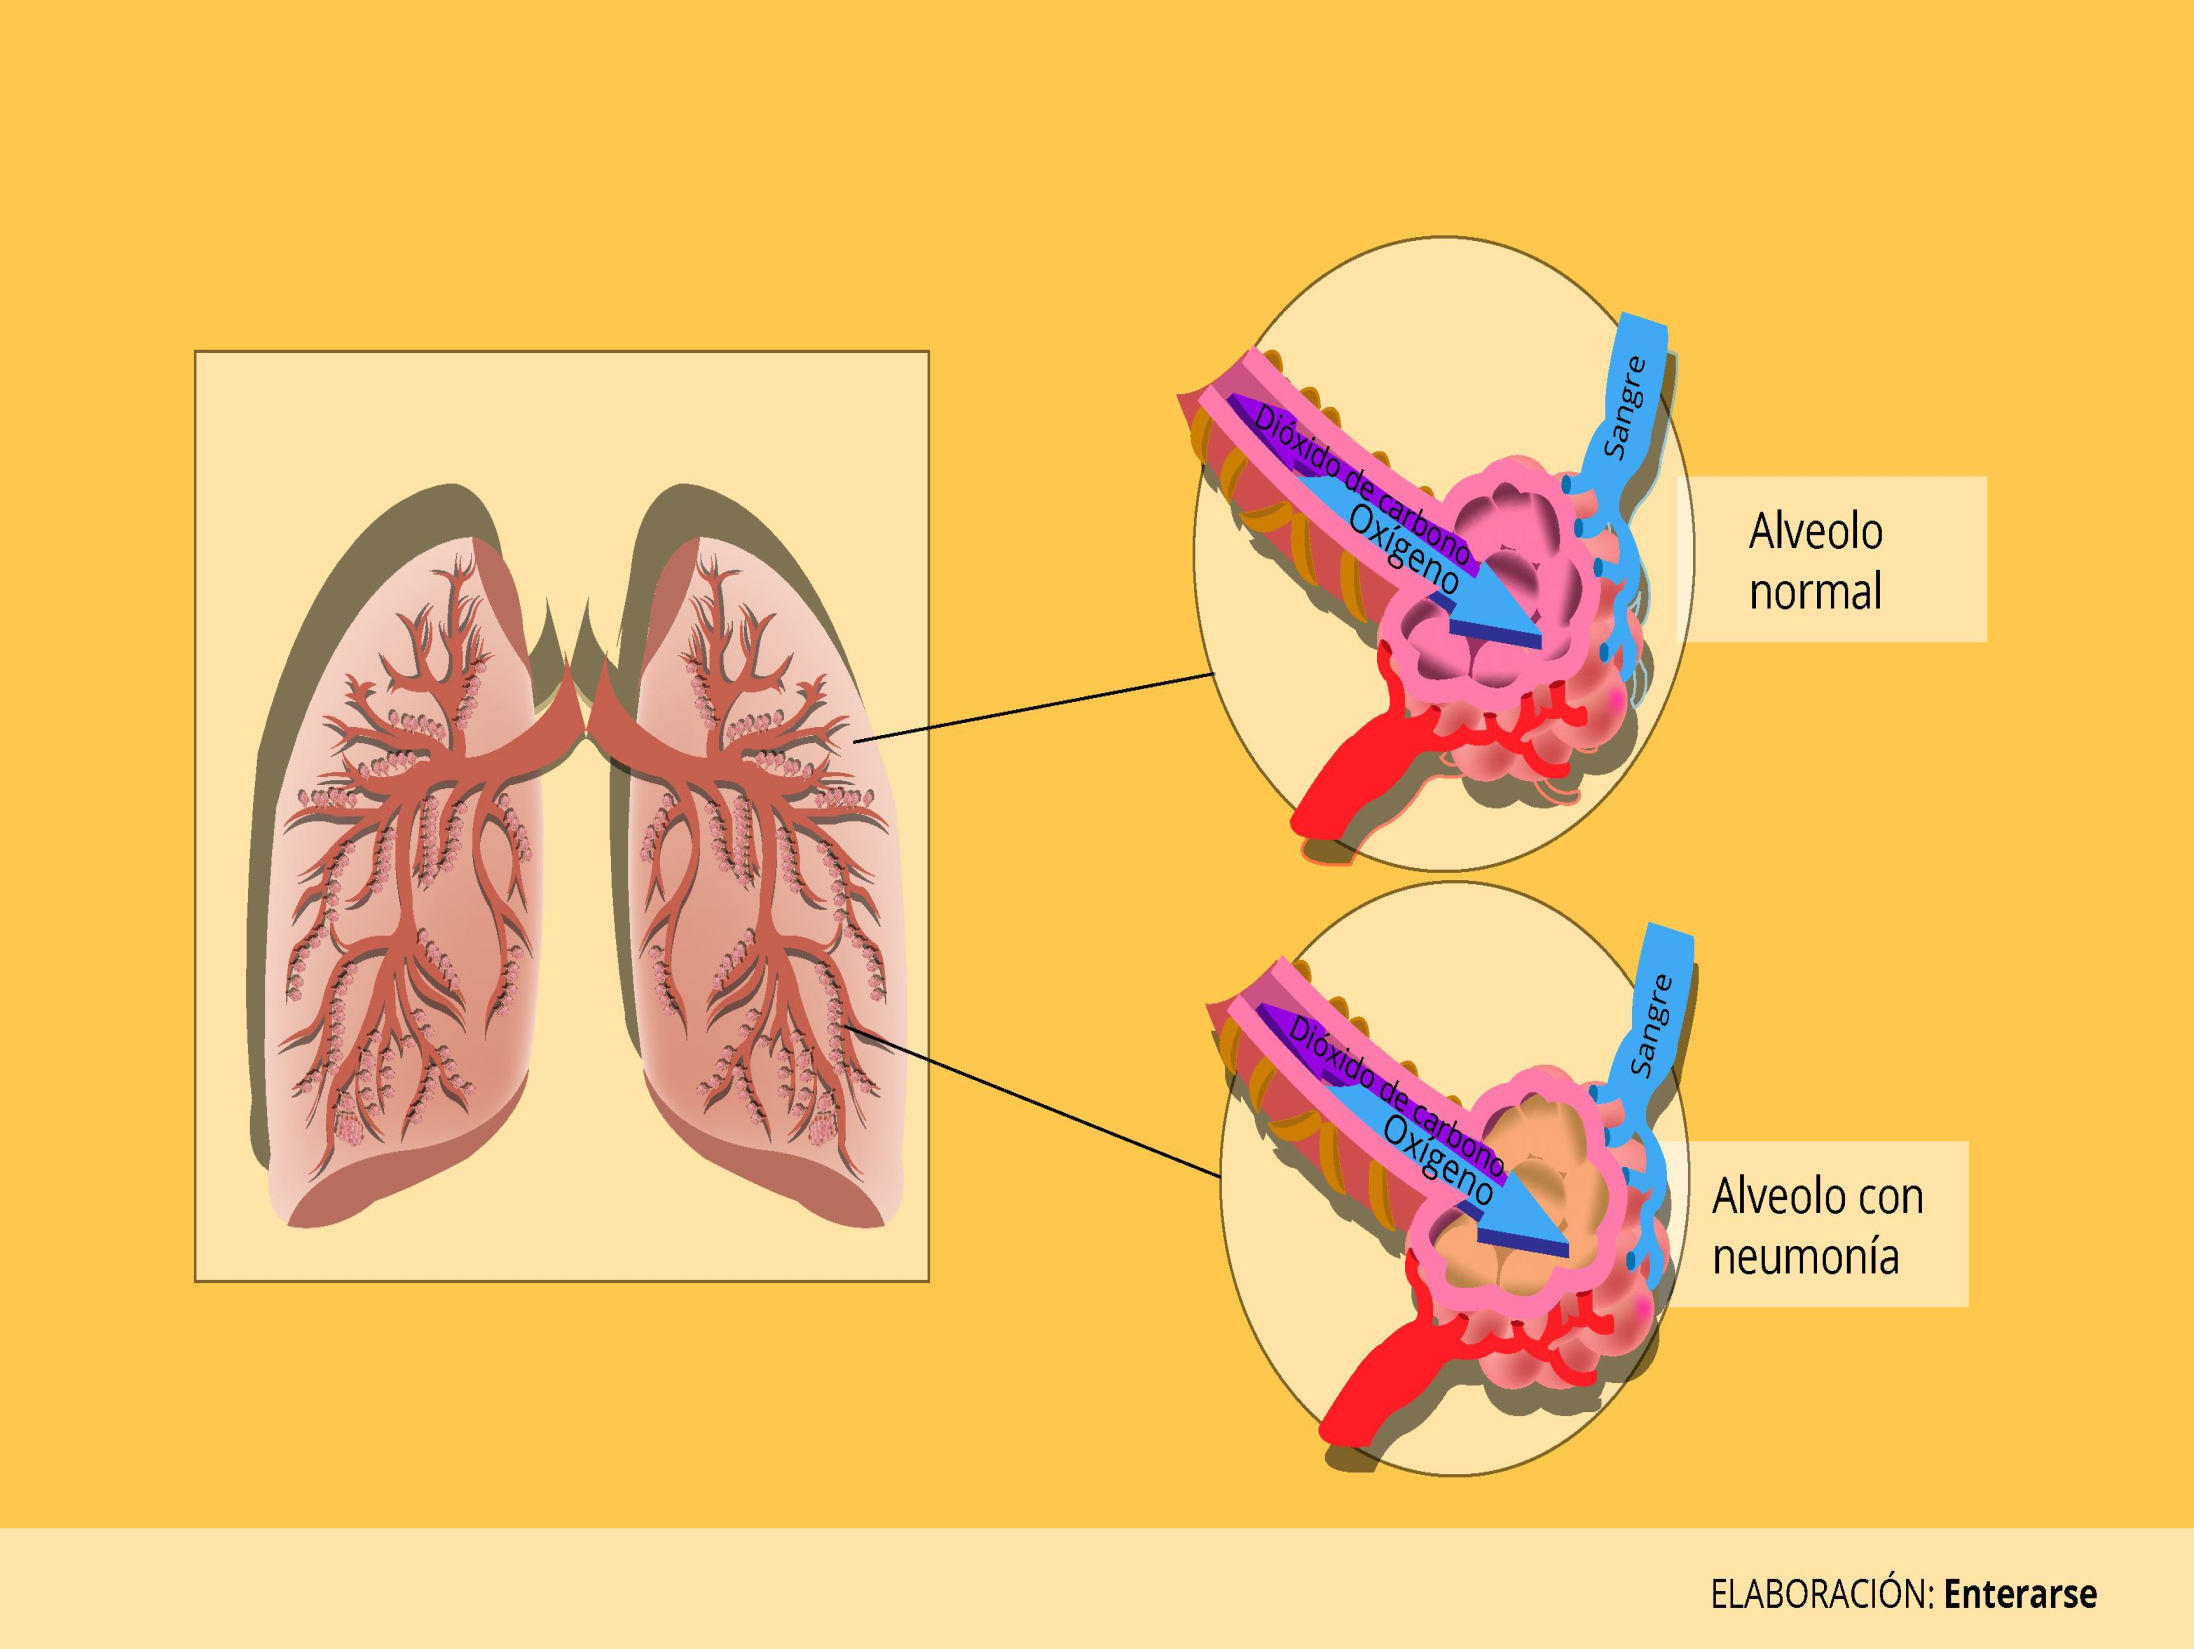 Sangre
Dióxido de carbono
Oxígeno
Alveolo
normal
Sangre
Dióxido de carbono
Oxígeno
Alveolo con
neumonía
ELABORACIÓN: Enterarse